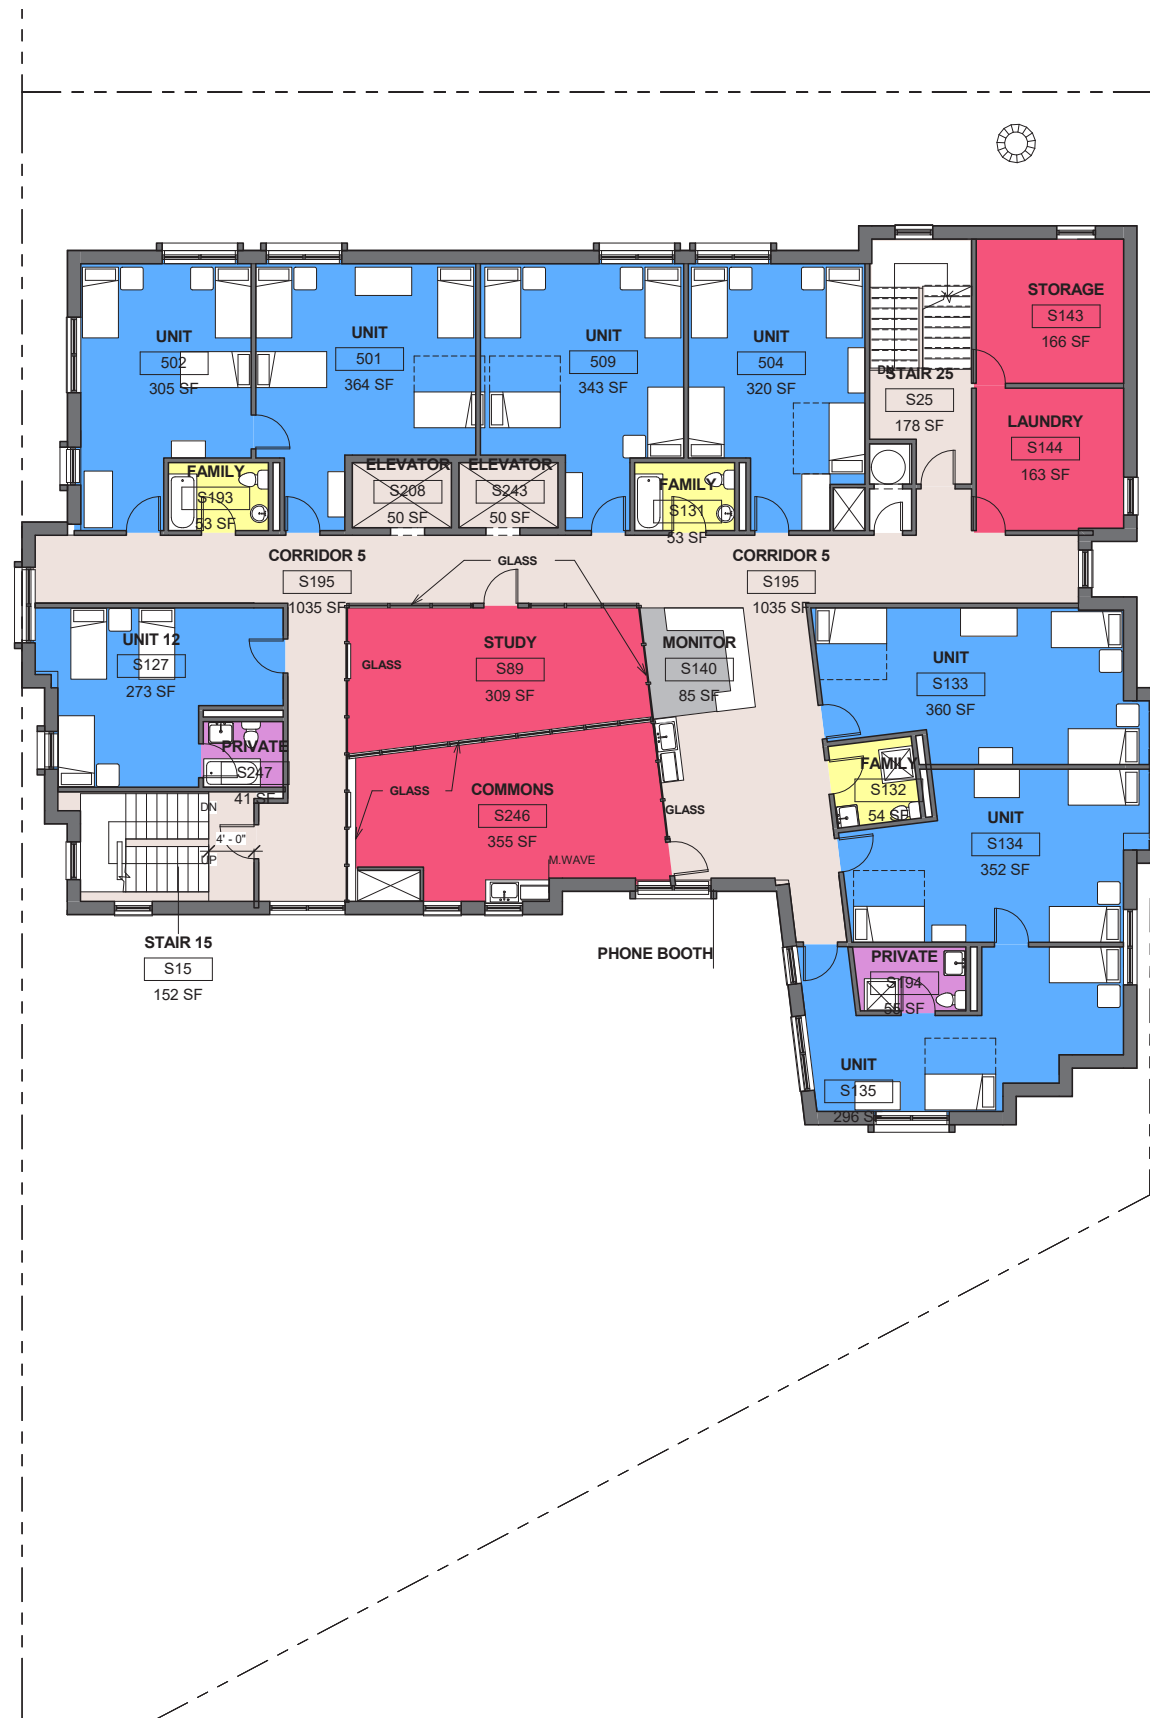 STORAGE
S143
166 SF
UNIT
502
305 SF
UNIT
501
364 SF
UNIT
509
343 SF
UNIT
504
320 SF
DN
STAIR 25
S25
178 SF
LAUNDRY
S144
163 SF
FAMILY
S193
53 SF
ELEVATOR
S208
50 SF
ELEVATOR
S243
50 SF
FAMILY
S131
53 SF
CORRIDOR 5
S195
1035 SF
GLASS
CORRIDOR 5
S195
1035 SF
UNIT 12
S127
273 SF
GLASS
STUDY
S89
309 SF
MONITOR
S140
85 SF
UNIT
S133
360 SF
PRIVATE
S247
41 SF
GLASS
COMMONS
S246
355 SF
GLASS
FAMILY
S132
54 SF
UNIT
S134
352 SF
DN
4' - 0"
UP
M.WAVE
STAIR 15
S15
152 SF
PHONE BOOTH
PRIVATE
S194
55 SF
UNIT
S135
296 S